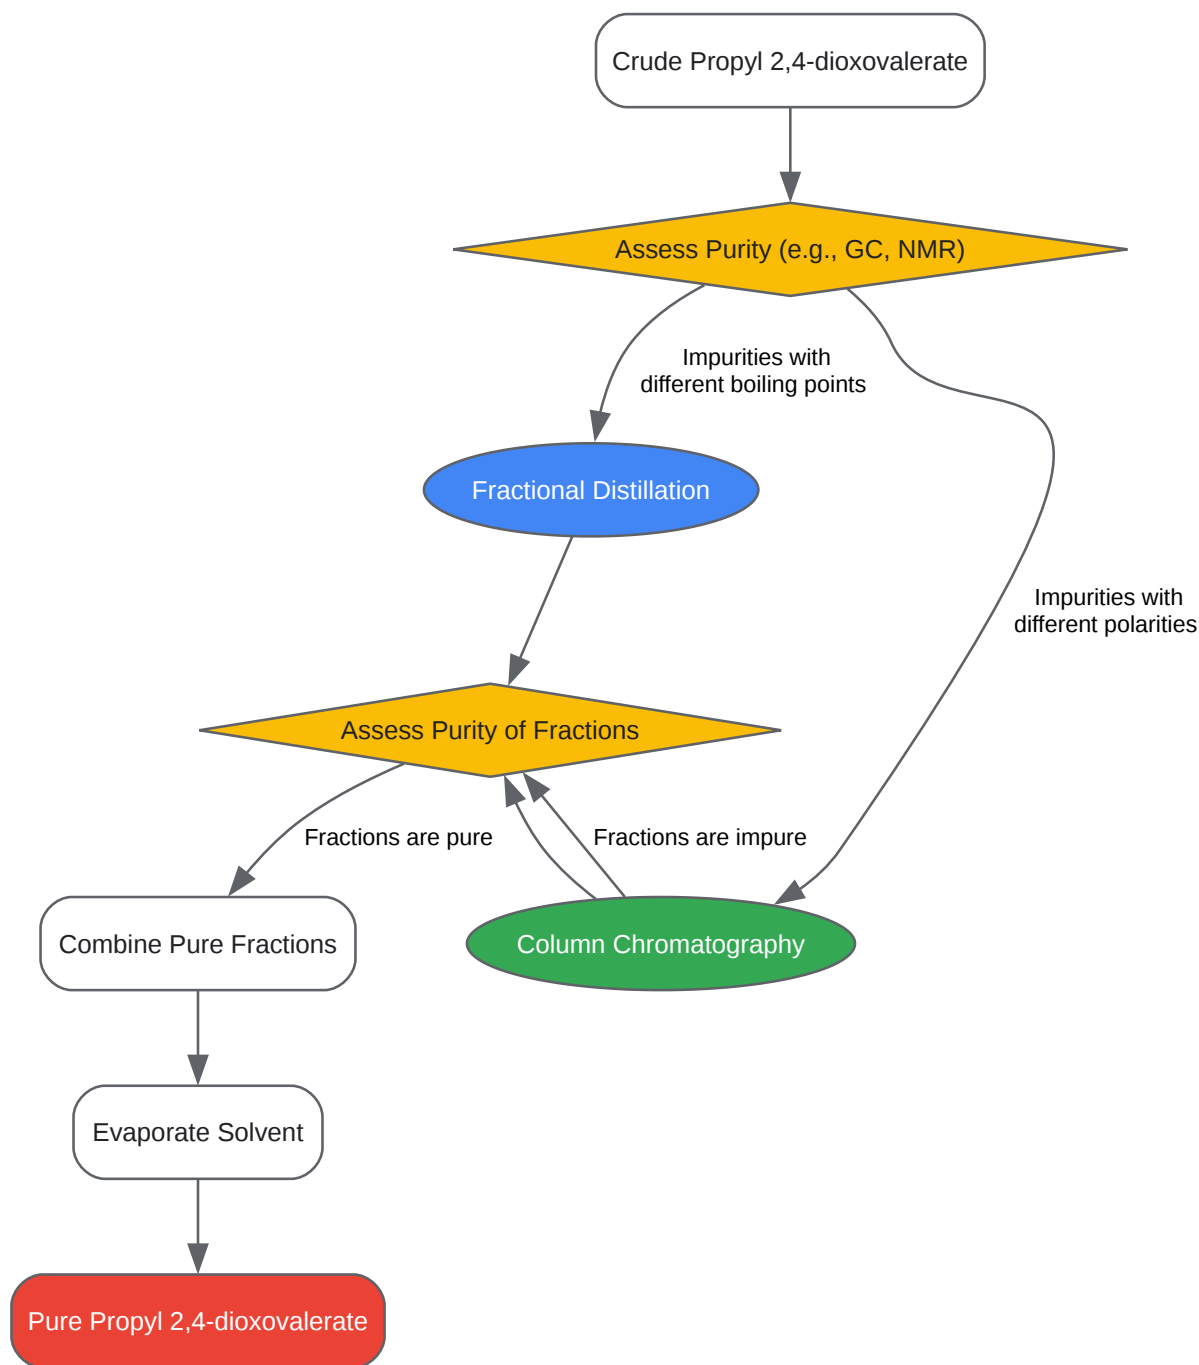 Crude Propyl 2,4-dioxovalerate
Assess Purity (e.g., GC, NMR)
Impurities with
different boiling points
Fractional Distillation
Impurities with
different polarities
Assess Purity of Fractions
Fractions are pure
Fractions are impure
Combine Pure Fractions
Column Chromatography
Evaporate Solvent
Pure Propyl 2,4-dioxovalerate